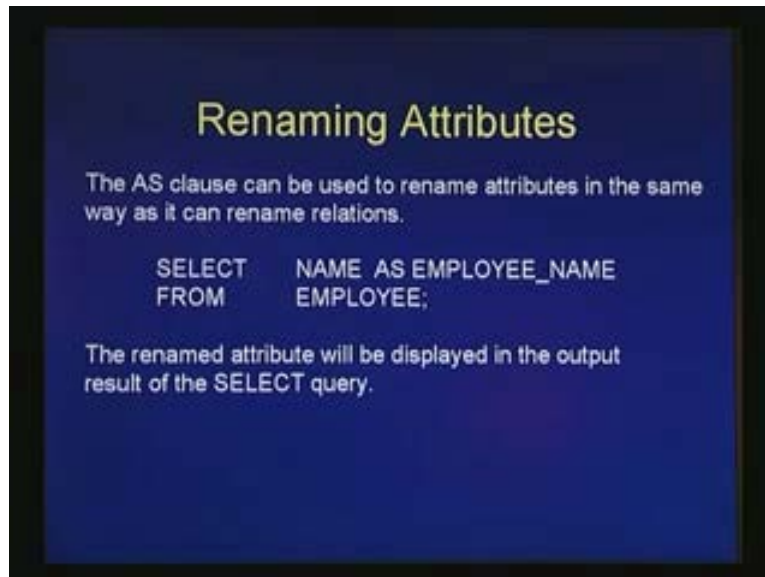 Renaming Attributes
The AS clause can be used to rename attributes in the same
way as it can rename relations.
SELECT NAME AS EMPLOYEE_NAME
FROM EMPLOYEE;
The renamed attribute will be displayed in the output
result of the SELECT query.